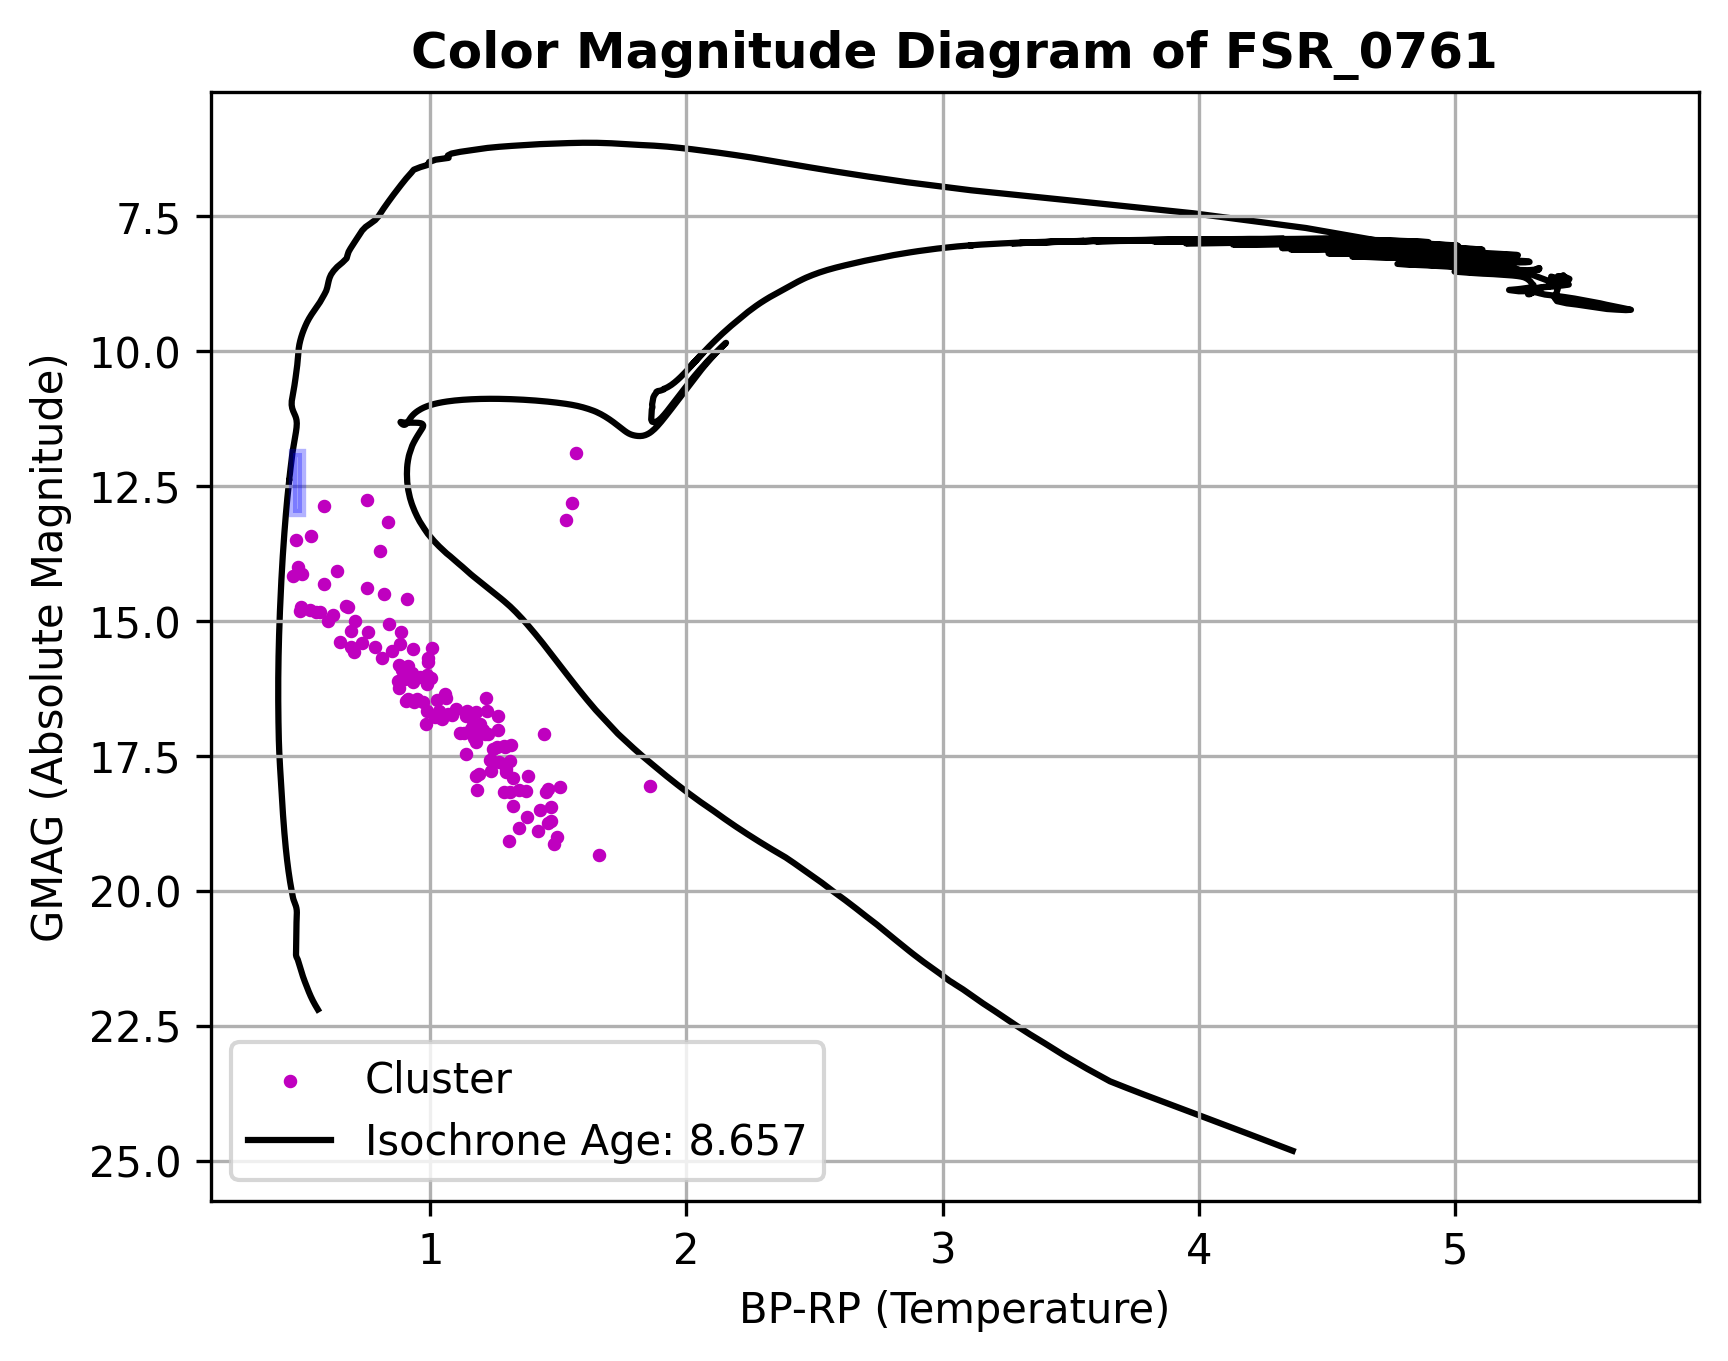 Color Magnitude Diagram of FSR_0761
GMAG (Absolute Magnitude)
7.5
10.0
12.5
15.0
17.5
20.0
22.5
25.0
Cluster
Isochrone Age: 8.657
1 2 3 4 5
BP-RP (Temperature)